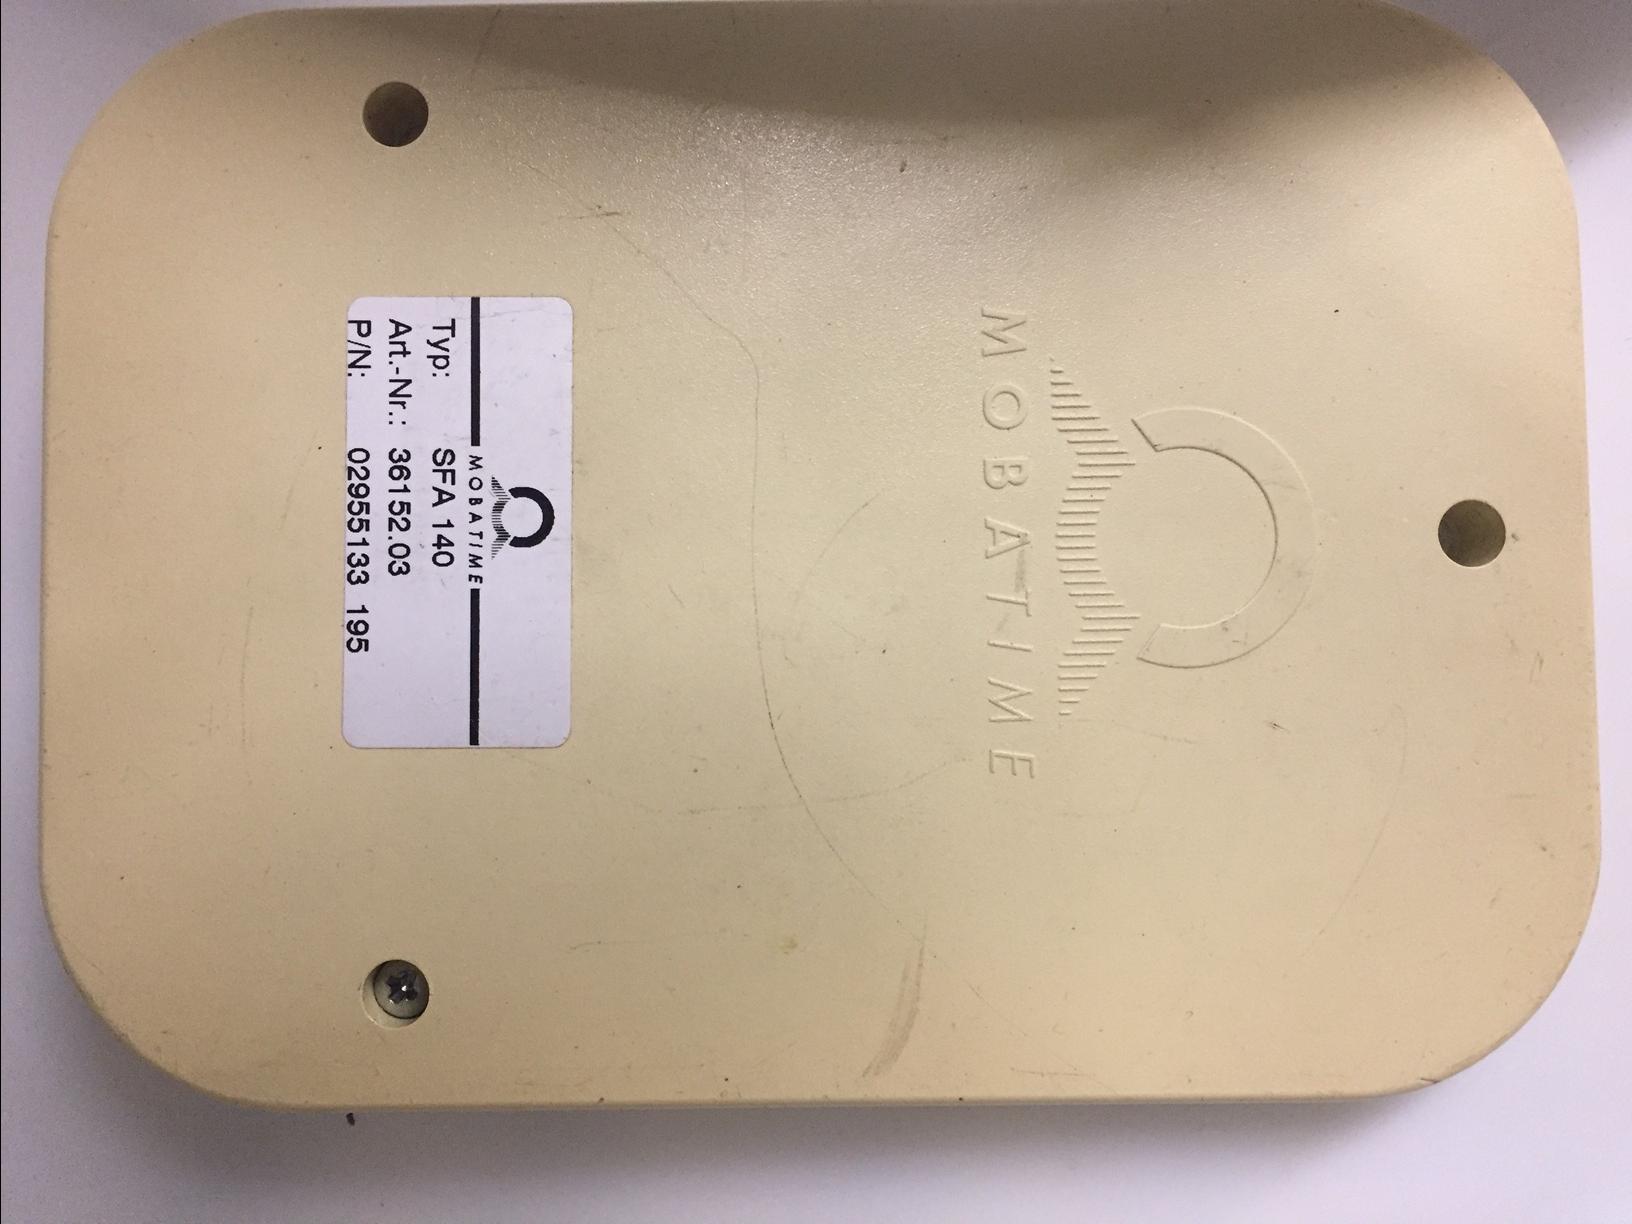 MOBATIME
MOBATIME
Typ: SFA 140
Art.-Nr.: 36152.03
P/N: 02955133 195